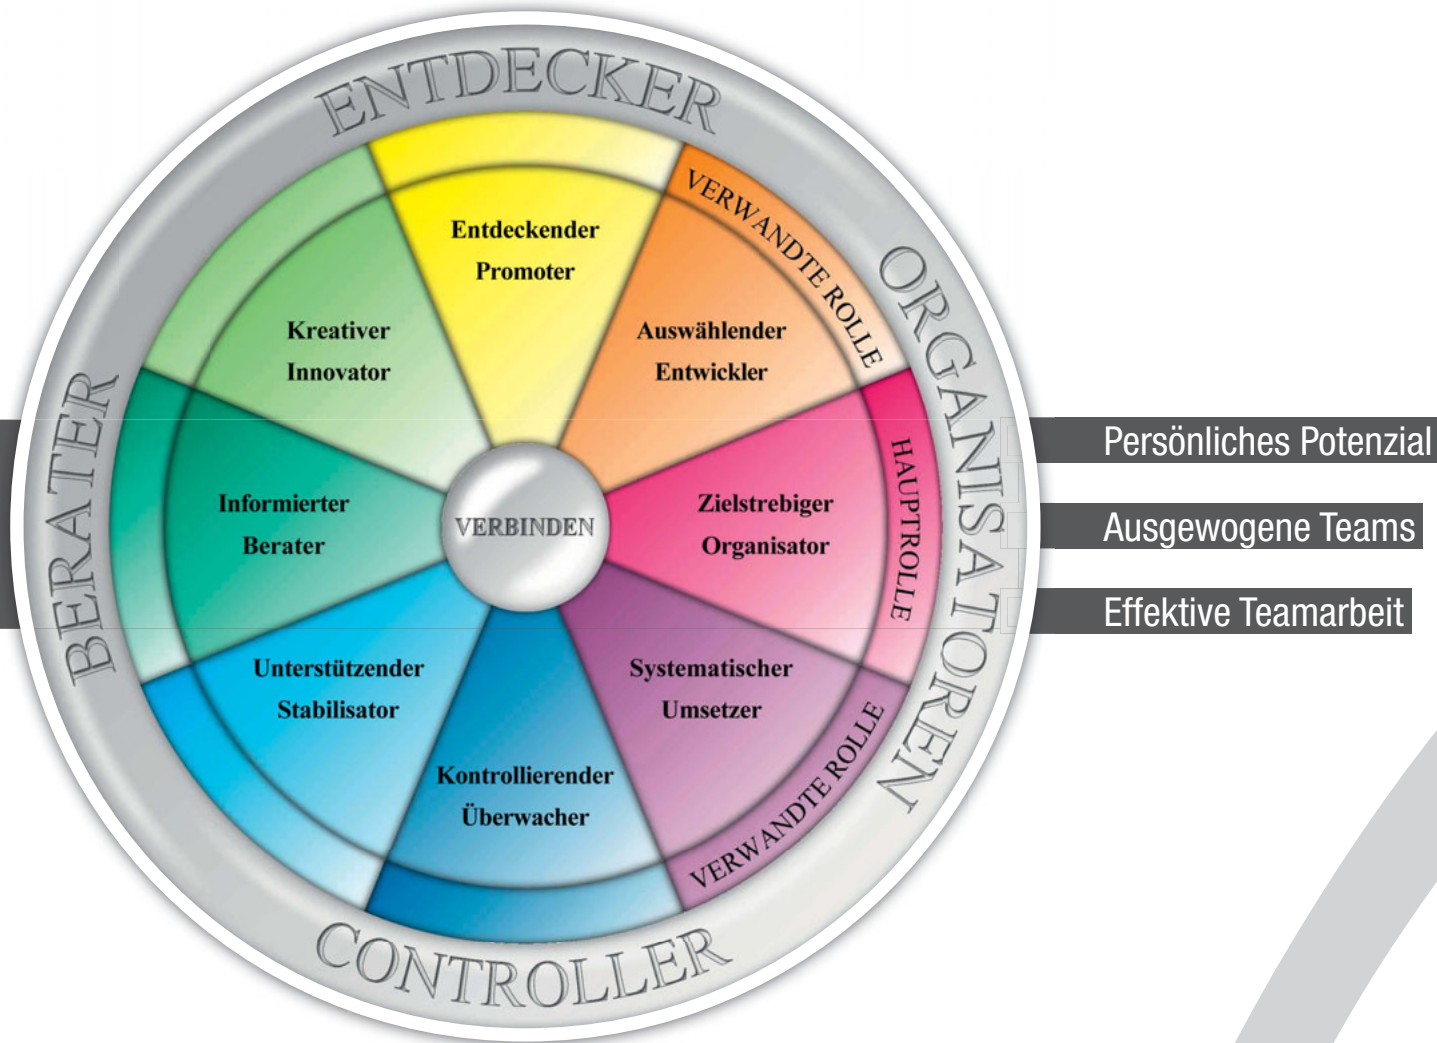 ENTDECKER
ORGANISATOREN
CONTROLLER
BERATER
VERWANDTE ROLLE
HAUPTROLLE
VERWANDTE ROLLE
Entdeckender
Promoter
Auswählender
Entwickler
Zielstrebiger
Organisator
Systematischer
Umsetzer
Kontrollierender
Überwacher
Unterstützender
Stabilisator
Informierter
Berater
Kreativer
Innovator
VERBINDEN
Persönliches Potenzial
Ausgewogene Teams
Effektive Teamarbeit